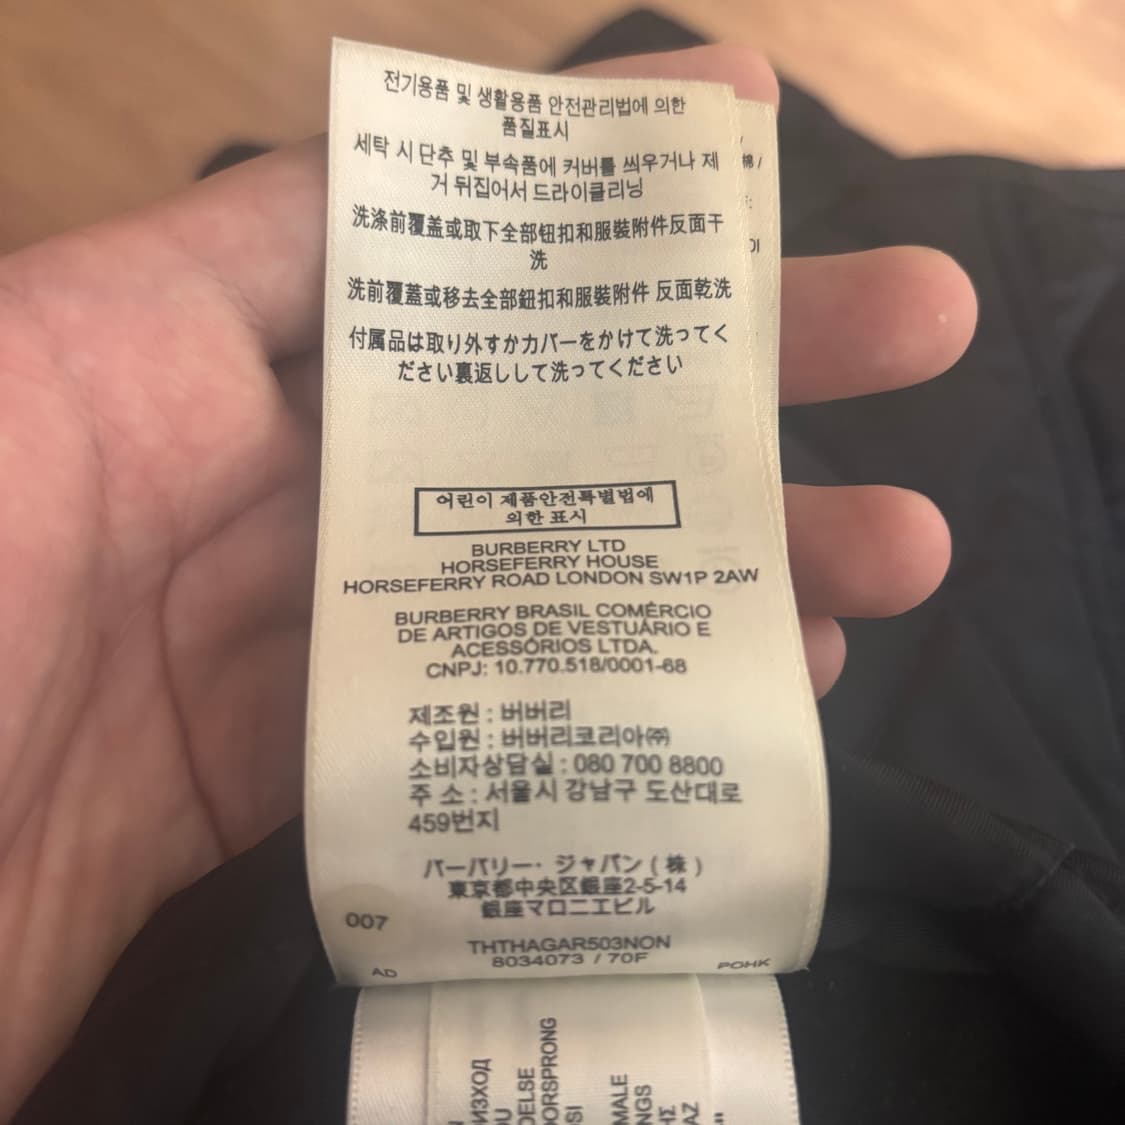 전기용품 및 생활용품 안전관리법에 의한
품질표시
세탁 시 단추 및 부속품에 커버를 씌우거나 제
거 뒤집어서 드라이클리닝
洗涤前覆盖或取下全部钮扣和服裝附件反面干
洗
洗前覆蓋或移去全部鈕扣和服裝附件 反面乾洗
付属品は取り外すかカバーをかけて洗ってく
ださい裏返しして洗ってください
어린이 제품안전특별법에
의한 표시
BURBERRY LTD
HORSEFERRY HOUSE
HORSEFERRY ROAD LONDON SW1P 2AW
BURBERRY BRASIL COMÉRCIO
DE ARTIGOS DE VESTUÁRIO E
ACESSÓRIOS LTDA.
CNPJ: 10.770.518/0001-68
제조원 : 버버리
수입원 : 버버리코리아㈜
소비자상담실 : 080 700 8800
주 소 : 서울시 강남구 도산대로
459번지
バーバリー・ジャパン ( 株 )
東京都中央区銀座2-5-14
銀座マロニエビル
007
THTHAGAR503NON
8034073 / 70F
AD
POHK
綿 /
ИЗХОД
DELSE
ORSPRONG
MALE
NGS
AZ